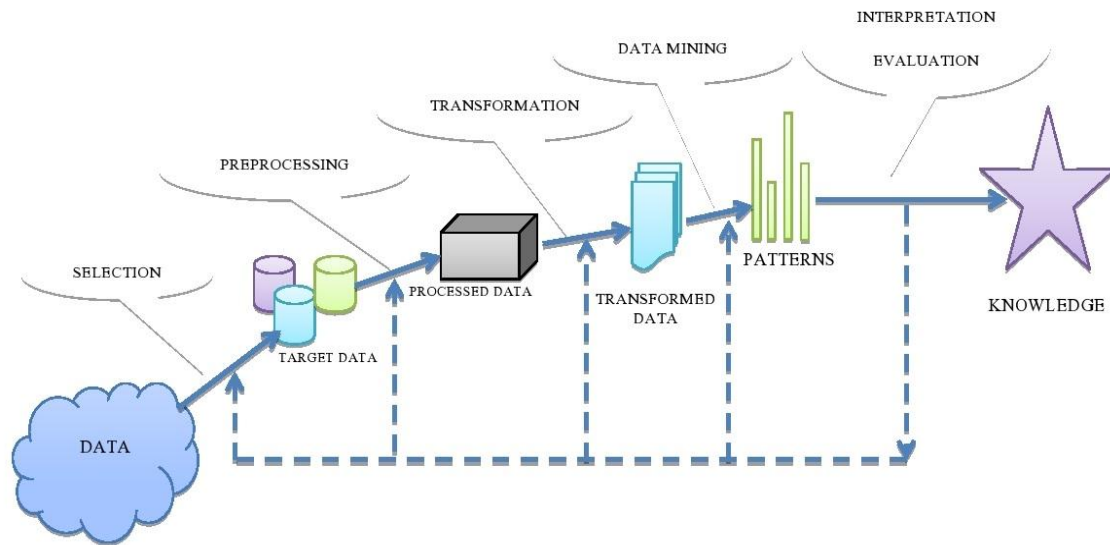 INTERPRETATION
EVALUATION
DATA MINING
TRANSFORMATION
PREPROCESSING
SELECTION
DATA
TARGET DATA
PROCESSED DATA
TRANSFORMED
DATA
PATTERNS
KNOWLEDGE